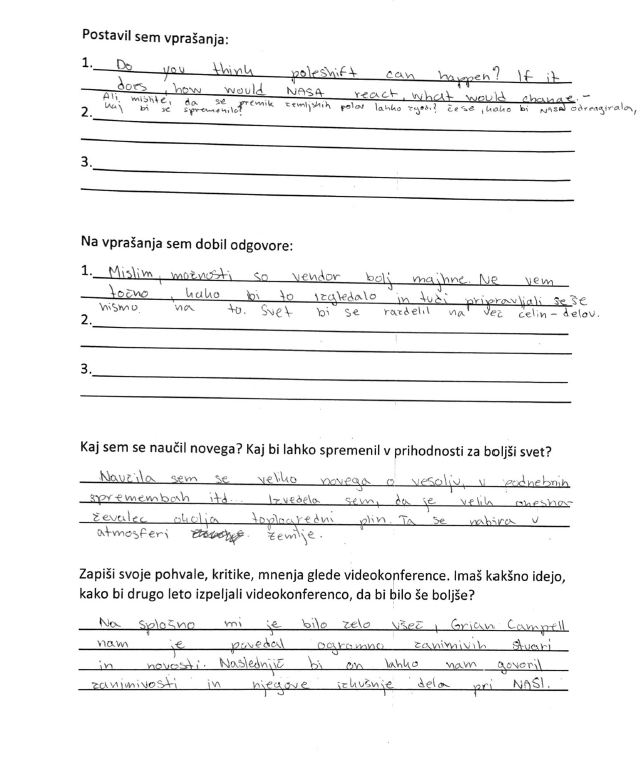 Postavil sem vprašanja:
1. Do you think poleshift can happen? If it
does, how would NASA react, what would change. -
Ali mislite, da se premik zemljskih polov lahko zgodi? Če se, kako bi NASA odreagirala,
kaj bi se spremenilo?
2.
3.
Na vprašanja sem dobil odgovore:
1. Mislim, možnosti so vendor bolj majhne. Ne vem
točno, kako bi to izgledalo in tudi pripravljali se še
nismo na to. Svet bi se razdelil na več celin - delov.
2.
3.
Kaj sem se naučil novega? Kaj bi lahko spremenil v prihodnosti za boljši svet?
Naučila sem se veliko novega o vesolju, v podnebnih
spremembah itd... Izvedela sem, da je velik onesna-
ževalec okolja toplogredni plin. Ta se nabira v
atmosferi zemlje.
Zapiši svoje pohvale, kritike, mnenja glede videokonference. Imaš kakšno idejo,
kako bi drugo leto izpeljali videokonferenco, da bi bilo še boljše?
Na splošno mi je bilo zelo všeč, Grian Campell
nam je povedal ogromno zanimivih stvari
in novosti. Naslednjič bi on lahko nam govoril
zanimivosti in njegove izkušnje dela pri NASI.